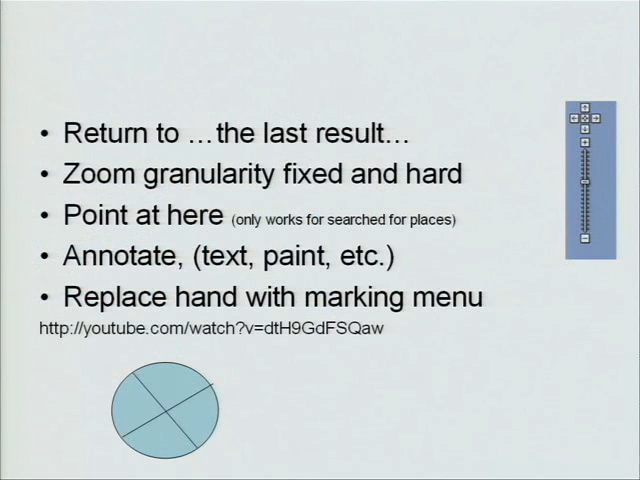 • Return to …the last result…
• Zoom granularity fixed and hard
• Point at here (only works for searched for places)
• Annotate, (text, paint, etc.)
• Replace hand with marking menu
http://youtube.com/watch?v=dtH9GdFSQaw